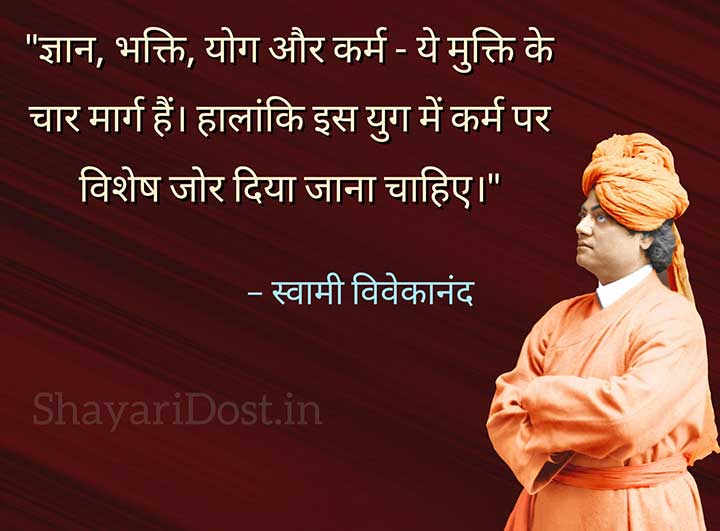 "ज्ञान, भक्ति, योग और कर्म - ये मुक्ति के
चार मार्ग हैं। हालांकि इस युग में कर्म पर
विशेष जोर दिया जाना चाहिए।"
– स्वामी विवेकानंद
ShayariDost.in